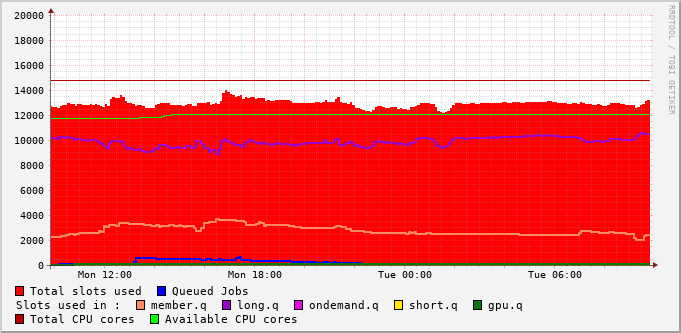 RRDTOOL / TOBI OETIKER
20000
18000
16000
14000
12000
10000
8000
6000
4000
2000
0
Mon 12:00 Mon 18:00 Tue 00:00 Tue 06:00
Total slots used Queued Jobs
Slots used in : member.q long.q ondemand.q short.q gpu.q
Total CPU cores Available CPU cores